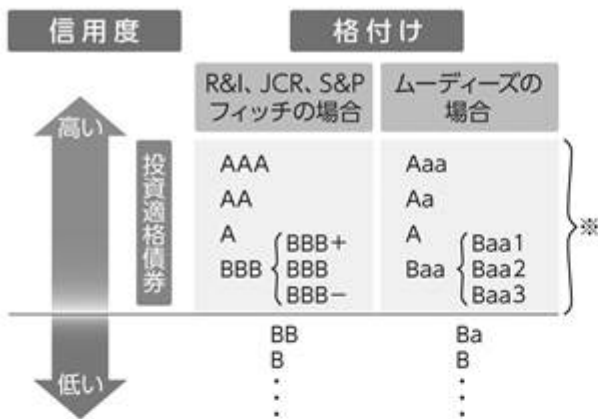 信用度
格付け
R&I、JCR、S&P
フィッチの場合
ムーディーズの
場合
高い
投資適格債券
AAA
Aaa
AA
Aa
A
A
BBB
BBB+
BBB
BBB−
Baa
Baa1
Baa2
Baa3
※
BB
Ba
B
B
低い